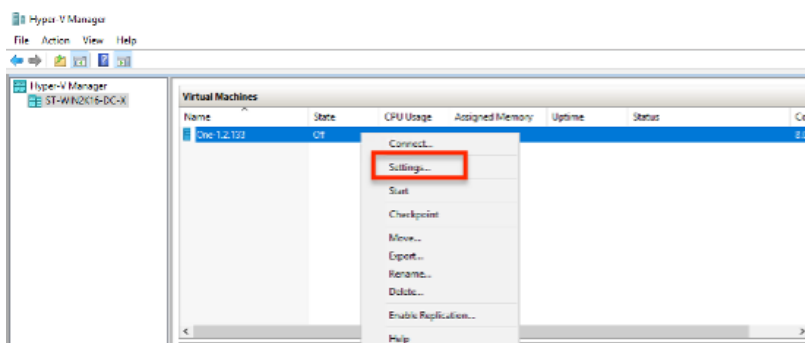 Hyper-V Manager
File Action View Help
Hyper-V Manager
ST-WIN2K16-DC-X
Virtual Machines
Name State CPU Usage Assigned Memory Uptime Status
One-1.2.133 Off
Connect...
Settings...
Start
Checkpoint
Move...
Export...
Rename...
Delete...
Enable Replication...
Help